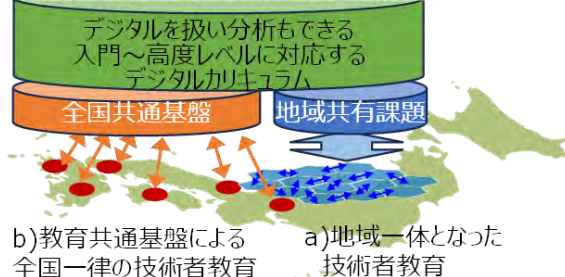 デジタルを扱い分析もできる
入門～高度レベルに対応する
デジタルカリキュラム
全国共通基盤
地域共有課題
b)教育共通基盤による
全国一律の技術者教育
a)地域一体となった
技術者教育